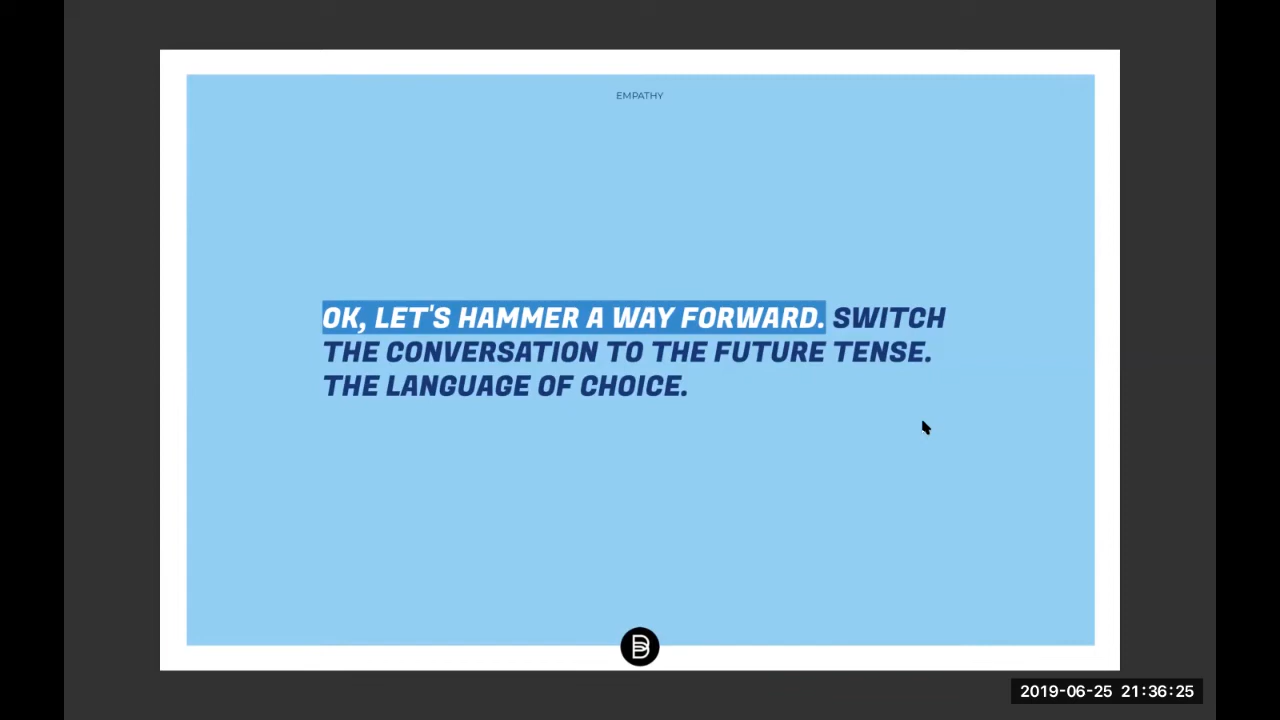 EMPATHY
OK, LET'S HAMMER A WAY FORWARD. SWITCH
THE CONVERSATION TO THE FUTURE TENSE.
THE LANGUAGE OF CHOICE.
B
2019-06-25 21:36:25